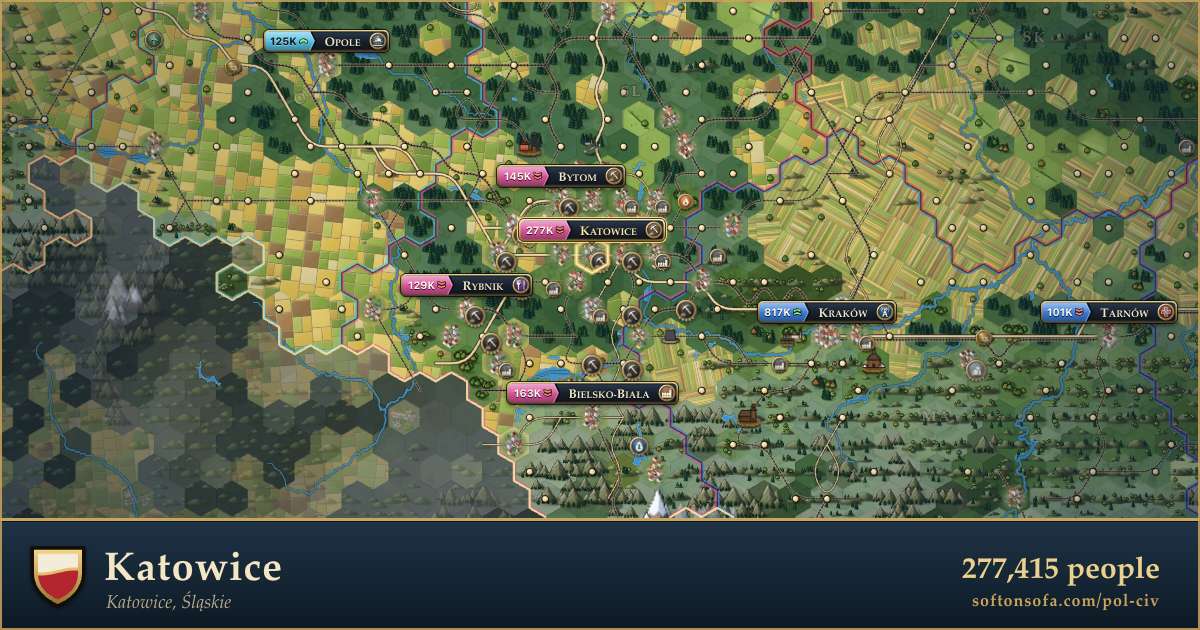 125K OPOLE
SK
145K BYTOM
277K KATOWICE
129K RYBNIK
817K KRAKÓW
101K TARNÓW
163K BIELSKO-BIAŁA
Katowice
277,415 people
Katowice, Śląskie
softonsofa.com/pol-civ